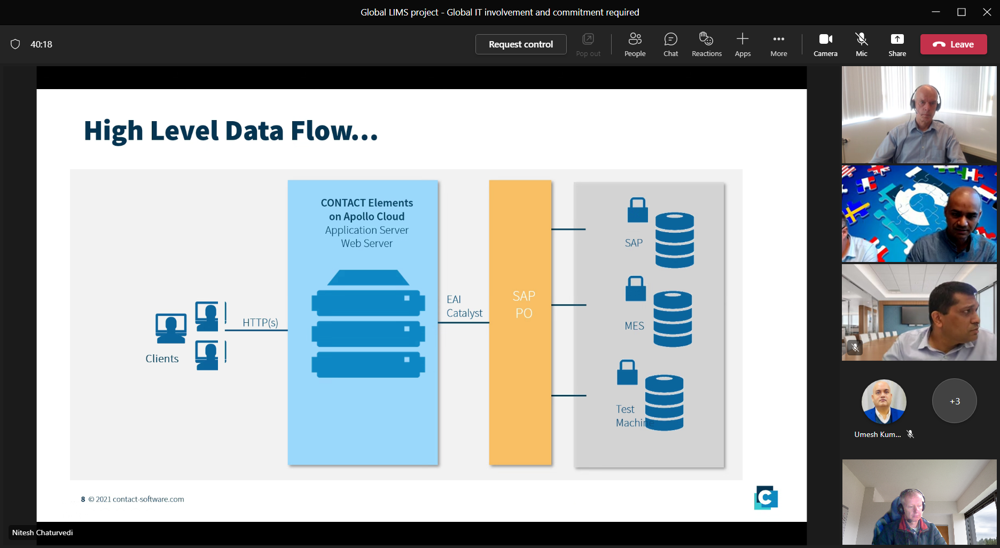 Global LIMS project - Global IT involvement and commitment required
40:18
Request control
Pop out
People
Chat
Reactions
Apps
More
Camera
Mic
Share
Leave
High Level Data Flow...
CONTACT Elements
on Apollo Cloud
Application Server
Web Server
Clients
HTTP(s)
EAI
Catalyst
SAP
PO
SAP
MES
Test
Machine
8 © 2021 contact-software.com
C
Nitesh Chaturvedi
Umesh Kum...
+3